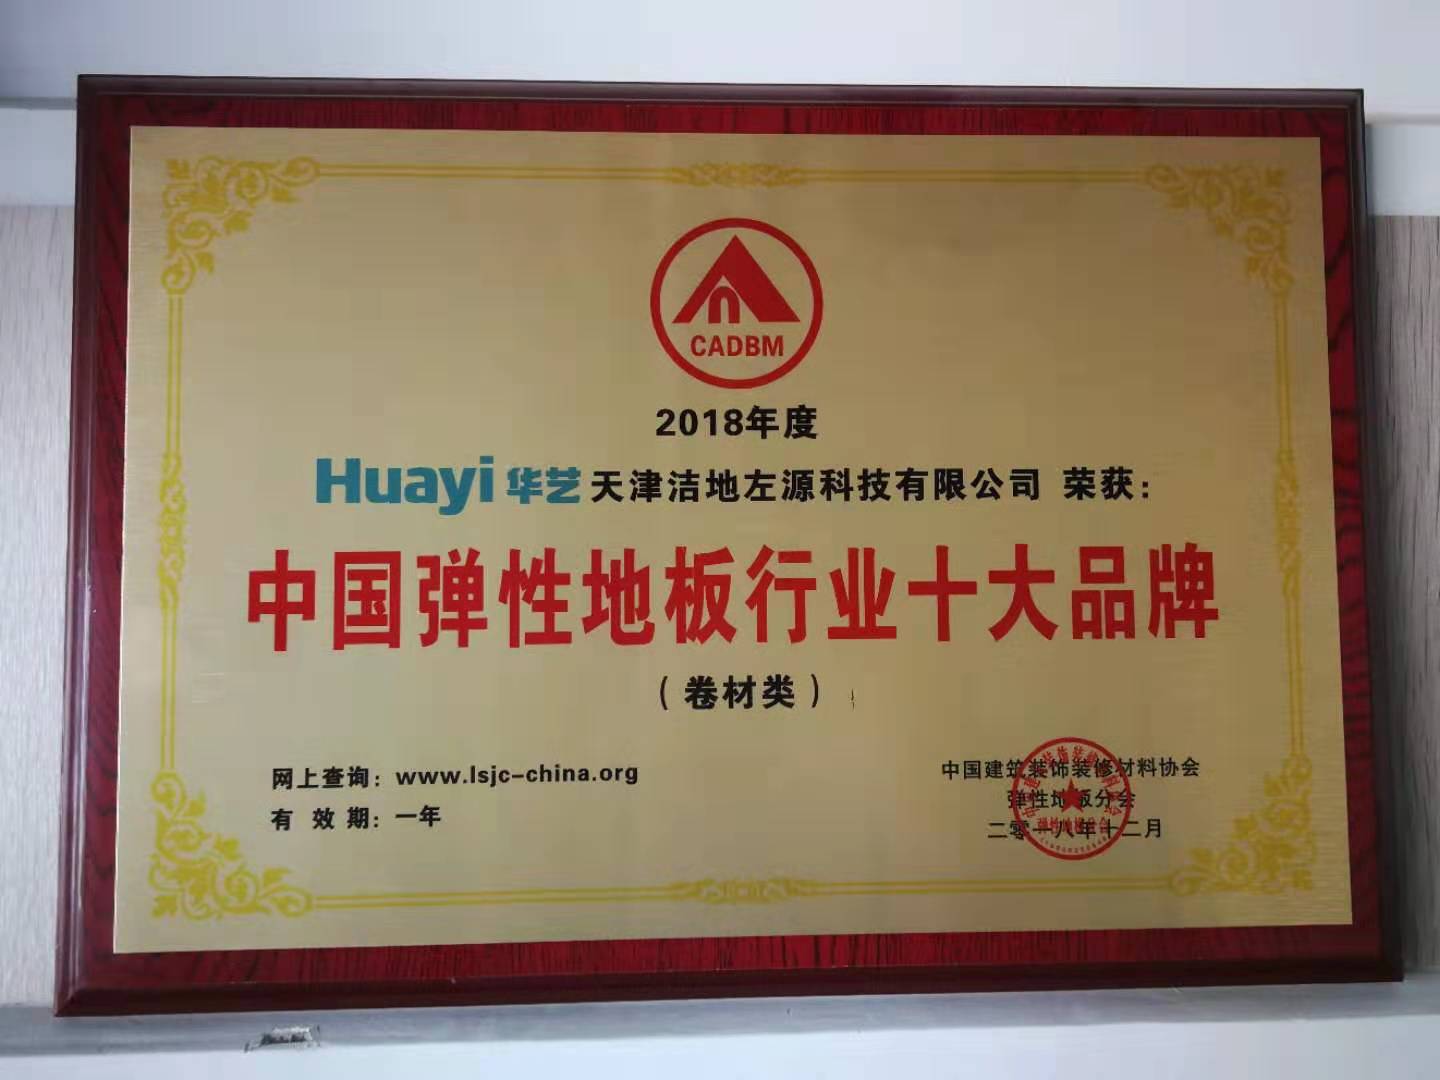 CADBM
2018年度
Huayi 华艺 天津洁地左源科技有限公司 荣获：
中国弹性地板行业十大品牌
（卷材类）
网上查询：www.lsjc-china.org
有 效 期：一年
中国建筑装饰装修材料协会
弹性地板分会
二零一八年十二月